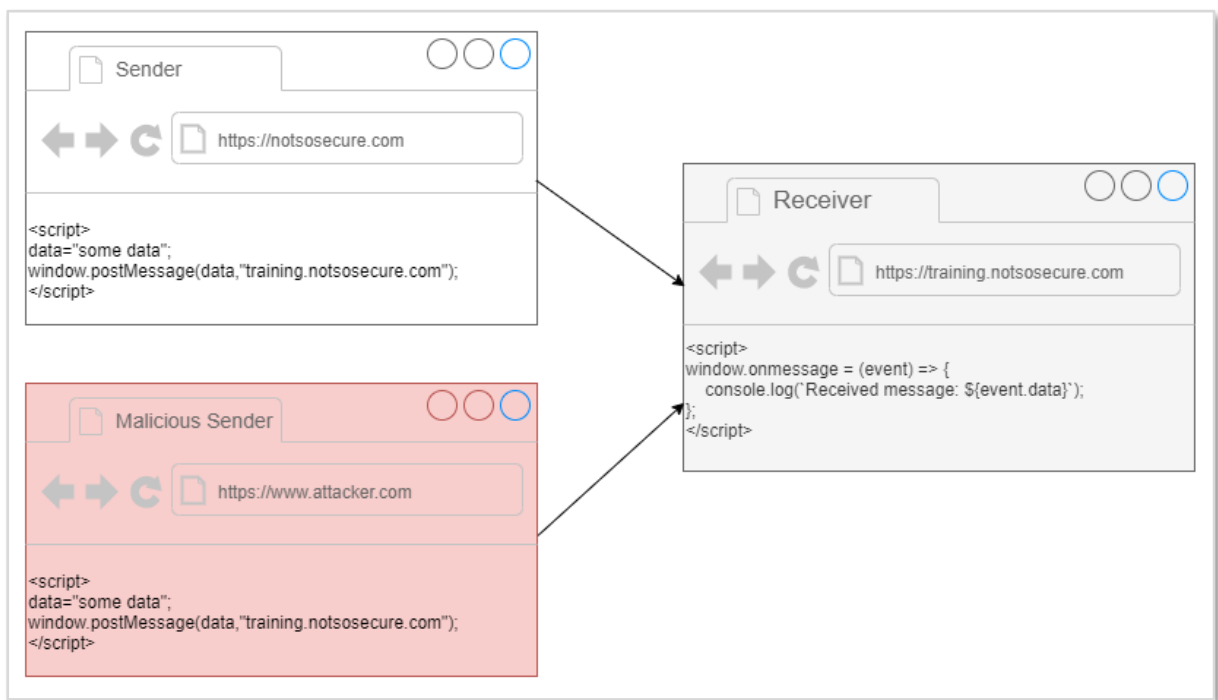 Sender
https://notsosecure.com
<script>
data="some data";
window.postMessage(data,"training.notsosecure.com");
</script>
Malicious Sender
https://www.attacker.com
<script>
data="some data";
window.postMessage(data,"training.notsosecure.com");
</script>
Receiver
https://training.notsosecure.com
<script>
window.onmessage = (event) => {
console.log(`Received message: ${event.data}`);
};
</script>